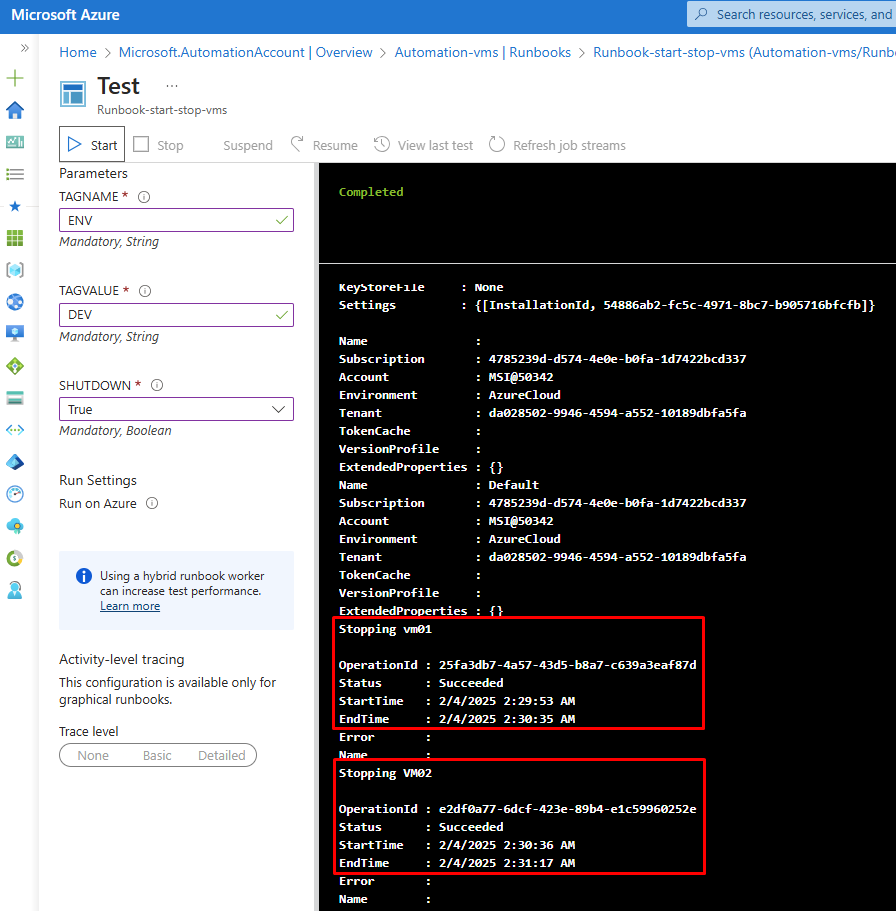 Microsoft Azure
Search resources, services, and
Home > Microsoft.AutomationAccount | Overview > Automation-vms | Runbooks > Runbook-start-stop-vms (Automation-vms/Runbo
Test ...
Runbook-start-stop-vms
Start Stop Suspend Resume View last test Refresh job streams
Parameters
TAGNAME *
ENV
Mandatory, String
TAGVALUE *
DEV
Mandatory, String
SHUTDOWN *
True
Mandatory, Boolean
Run Settings
Run on Azure
Using a hybrid runbook worker
can increase test performance.
Learn more
Activity-level tracing
This configuration is available only for
graphical runbooks.
Trace level
None Basic Detailed
Completed
KeyStoreFile : None
Settings : {[InstallationId, 54886ab2-fc5c-4971-8bc7-b905716bfcfb]}
Name :
Subscription : 4785239d-d574-4e0e-b0fa-1d7422bcd337
Account : MSI@50342
Environment : AzureCloud
Tenant : da028502-9946-4594-a552-10189dbfa5fa
TokenCache :
VersionProfile :
ExtendedProperties : {}
Name : Default
Subscription : 4785239d-d574-4e0e-b0fa-1d7422bcd337
Account : MSI@50342
Environment : AzureCloud
Tenant : da028502-9946-4594-a552-10189dbfa5fa
TokenCache :
VersionProfile :
ExtendedProperties : {}
Stopping vm01
OperationId : 25fa3db7-4a57-43d5-b8a7-c639a3eaf87d
Status : Succeeded
StartTime : 2/4/2025 2:29:53 AM
EndTime : 2/4/2025 2:30:35 AM
Error :
Name :
Stopping VM02
OperationId : e2df0a77-6dcf-423e-89b4-e1c59960252e
Status : Succeeded
StartTime : 2/4/2025 2:30:36 AM
EndTime : 2/4/2025 2:31:17 AM
Error :
Name :